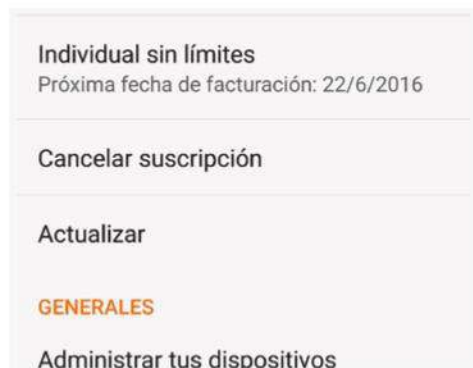 Individual sin límites
Próxima fecha de facturación: 22/6/2016
Cancelar suscripción
Actualizar
GENERALES
Administrar tus dispositivos